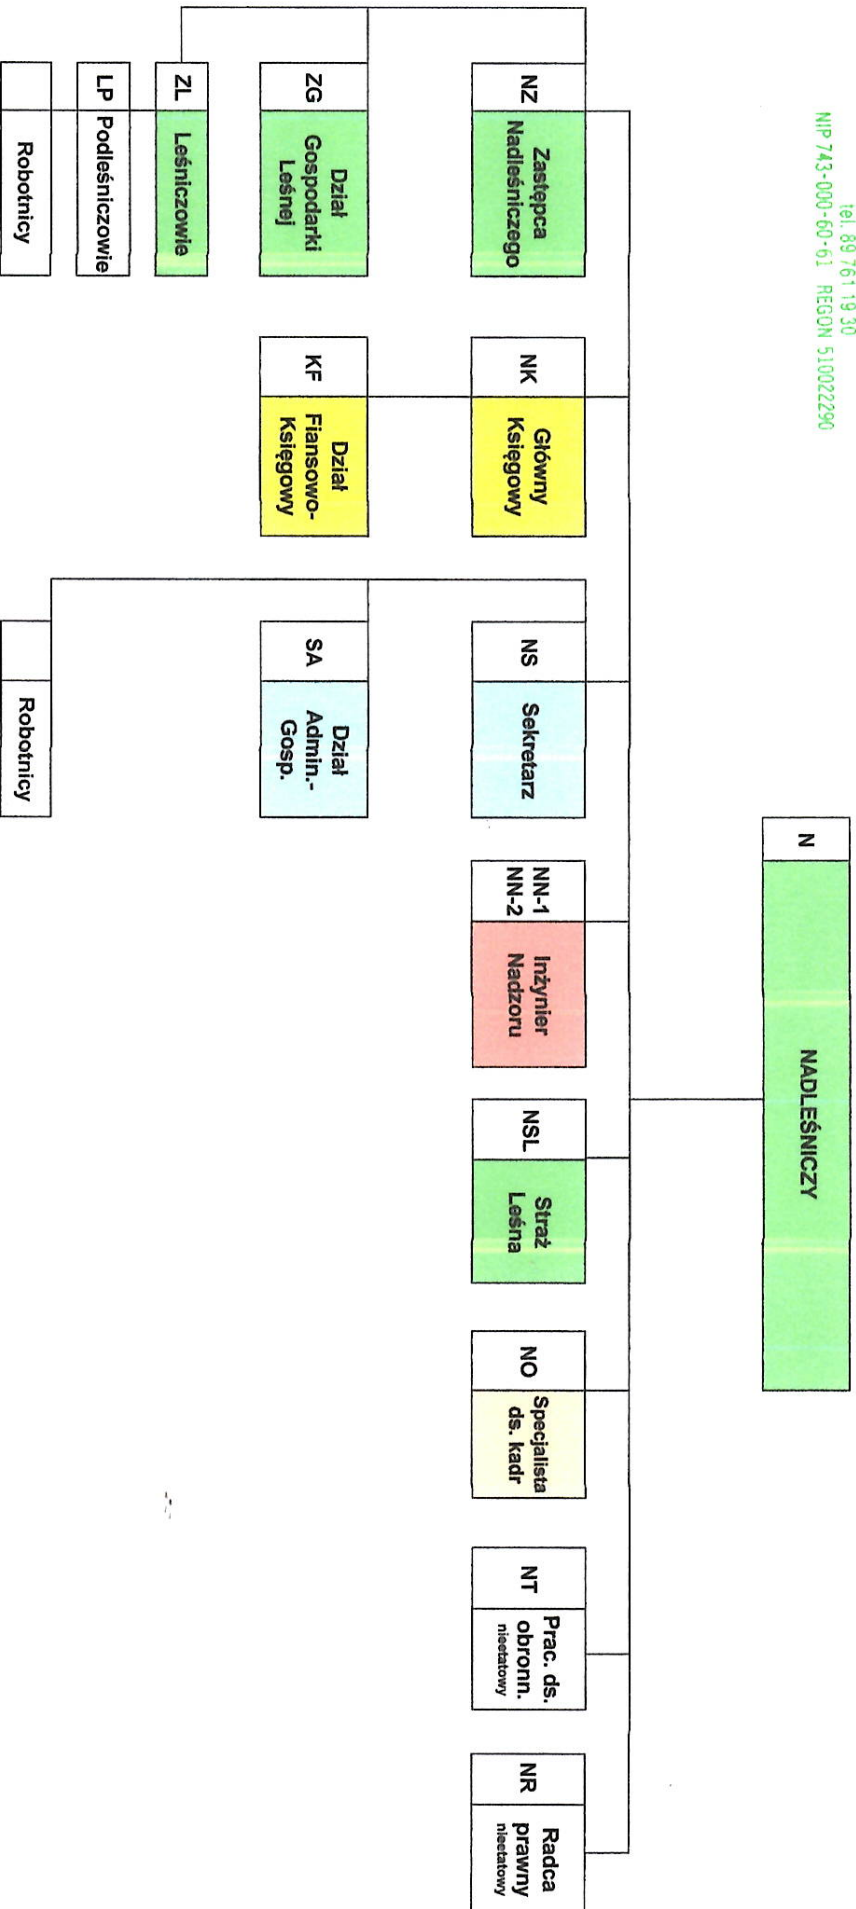 tel. 89 761 19 30
NIP 743-000-60-61 REGON 510022290
N
NADLEŚNICZY
NZ
Zastępca
Nadleśniczego
NK
Główny
Księgowy
NS
Sekretarz
NN-1
NN-2
Inżynier
Nadzoru
NSL
Straż
Leśna
NO
Specjalista
ds. kadr
NT
Prac. ds.
obronn.
nieetatowy
NR
Radca
prawny
nieetatowy
ZG
Dział
Gospodarki
Leśnej
KF
Dział
Fiansowo-
Księgowy
SA
Dział
Admin.-
Gosp.
ZL
Leśniczowie
LP
Podleśniczowie
Robotnicy
Robotnicy